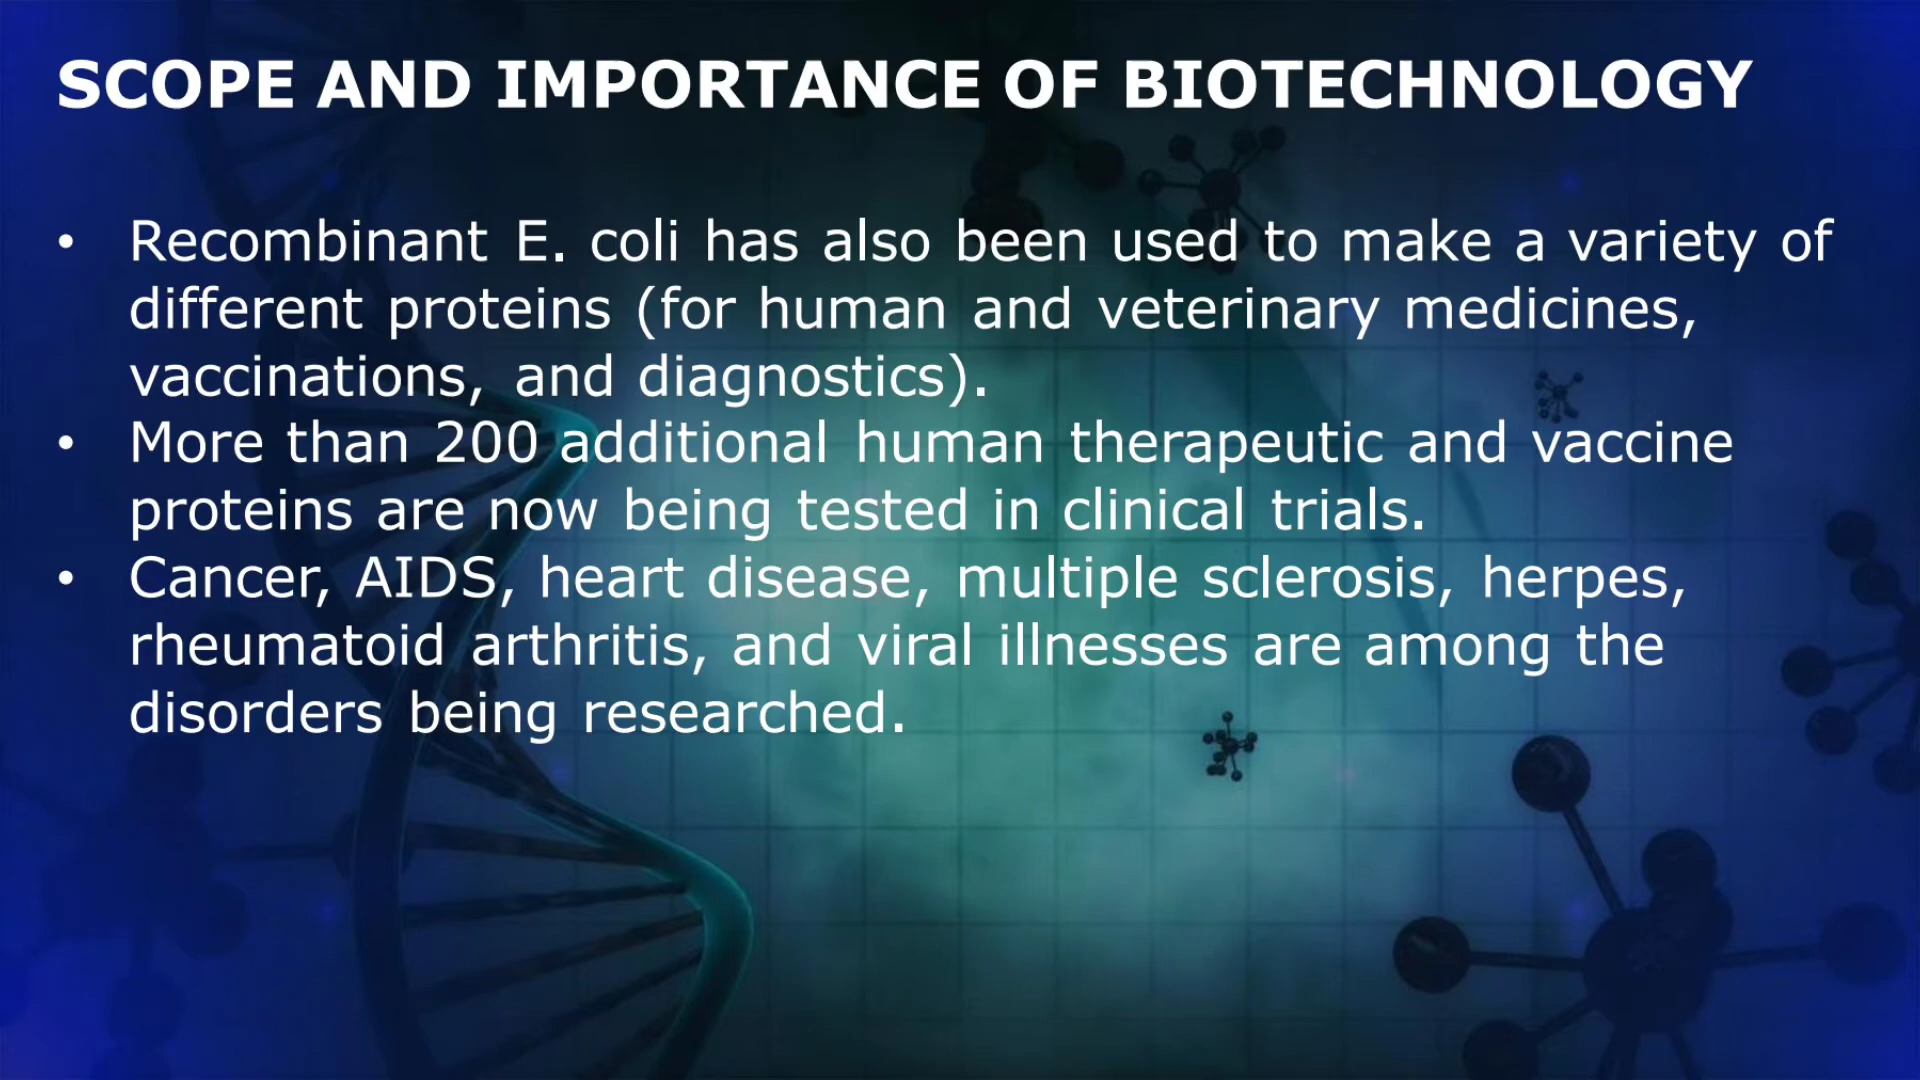 SCOPE AND IMPORTANCE OF BIOTECHNOLOGY
• Recombinant E. coli has also been used to make a variety of
different proteins (for human and veterinary medicines,
vaccinations, and diagnostics).
• More than 200 additional human therapeutic and vaccine
proteins are now being tested in clinical trials.
• Cancer, AIDS, heart disease, multiple sclerosis, herpes,
rheumatoid arthritis, and viral illnesses are among the
disorders being researched.